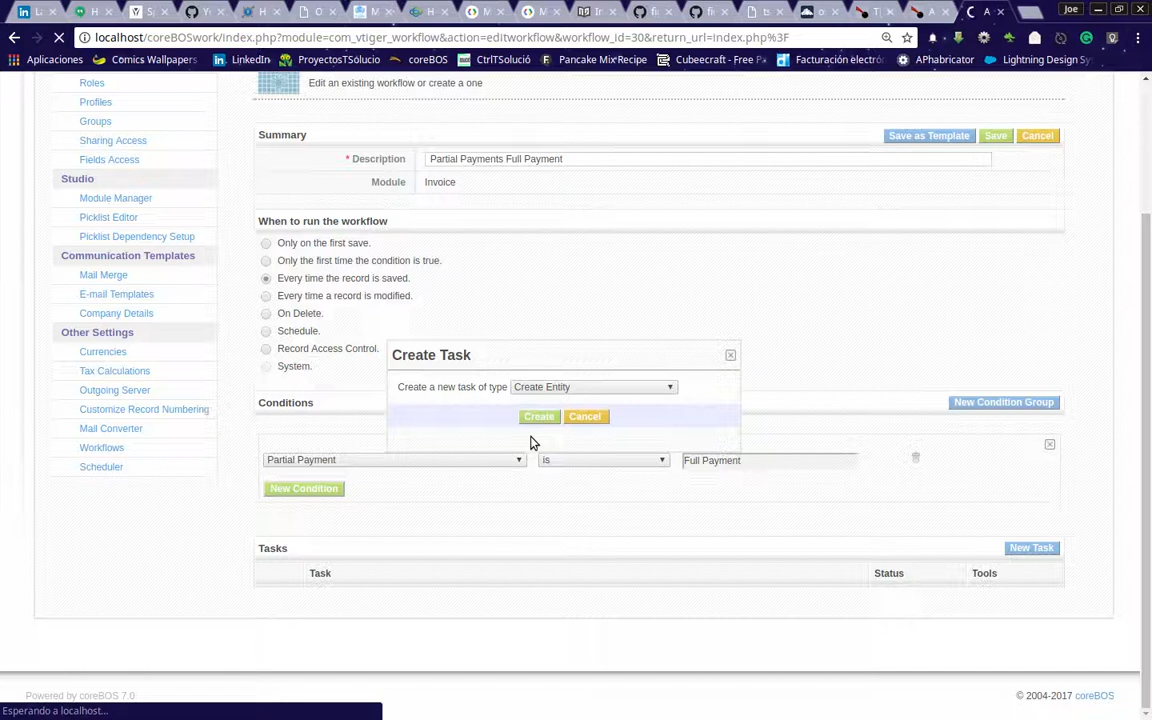 La
H
S
Y
H
O
M
H
M
M
In
fi
fi
ts
o
T
A
A
Joe
localhost/coreBOSwork/index.php?module=com_vtiger_workflow&action=editworkflow&workflow_id=30&return_url=index.php%3F
Aplicaciones
Comics Wallpapers
LinkedIn
ProyectosTSolucio
coreBOS
CtrlTSolució
Pancake Mix Recipe
Cubeecraft - Free P
Facturación electró
APhabricator
Lightning Design Sy
Roles
Edit an existing workflow or create a one
Profiles
Groups
Sharing Access
Fields Access
Studio
Module Manager
Picklist Editor
Picklist Dependency Setup
Communication Templates
Mail Merge
E-mail Templates
Company Details
Other Settings
Currencies
Tax Calculations
Outgoing Server
Customize Record Numbering
Mail Converter
Workflows
Scheduler
Summary
Save as Template
Save
Cancel
* Description
Partial Payments Full Payment
Module
Invoice
When to run the workflow
Only on the first save.
Only the first time the condition is true.
Every time the record is saved.
Every time a record is modified.
On Delete.
Schedule.
Record Access Control.
System.
Create Task
Create a new task of type
Create Entity
Create
Cancel
Conditions
New Condition Group
Partial Payment
is
Full Payment
New Condition
Tasks
New Task
Task
Status
Tools
Powered by coreBOS 7.0
© 2004-2017 coreBOS
Esperando a localhost...